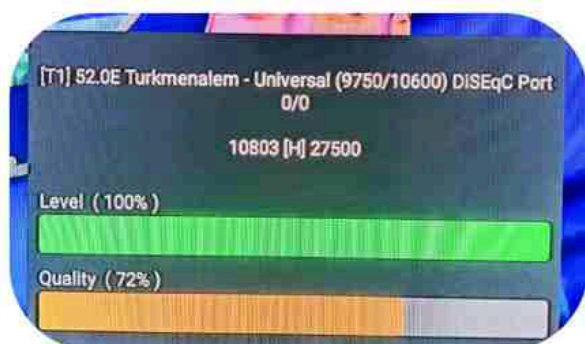 [T1] 52.0E Turkmenalem - Universal (9750/10600) DiSEqC Port
0/0
10803 [H] 27500
Level ( 100% )
Quality ( 72% )